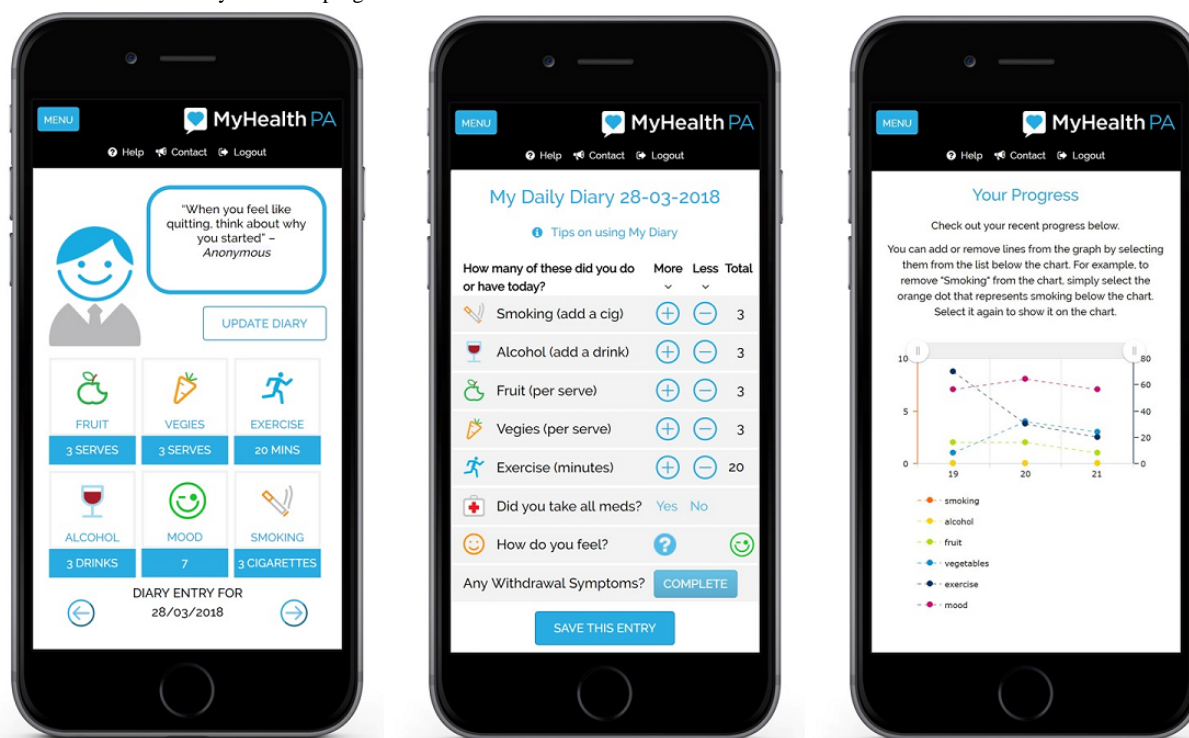 MENU
MyHealth PA
Help Contact Logout
"When you feel like
quitting, think about why
you started" –
Anonymous
UPDATE DIARY
FRUIT VEGIES EXERCISE
3 SERVES 3 SERVES 20 MINS
ALCOHOL MOOD SMOKING
3 DRINKS 7 3 CIGARETTES
DIARY ENTRY FOR
28/03/2018
MENU
MyHealth PA
Help Contact Logout
My Daily Diary 28-03-2018
Tips on using My Diary
How many of these did you do More Less Total
or have today?
Smoking (add a cig) 3
Alcohol (add a drink) 3
Fruit (per serve) 3
Vegies (per serve) 3
Exercise (minutes) 20
Did you take all meds? Yes No
How do you feel? ?
Any Withdrawal Symptoms? COMPLETE
SAVE THIS ENTRY
MENU
MyHealth PA
Help Contact Logout
Your Progress
Check out your recent progress below.
You can add or remove lines from the graph by selecting
them from the list below the chart. For example, to
remove "Smoking" from the chart, simply select the
orange dot that represents smoking below the chart.
Select it again to show it on the chart.
10 80
60
5 40
20
0 0
19 20 21
smoking
alcohol
fruit
vegetables
exercise
mood